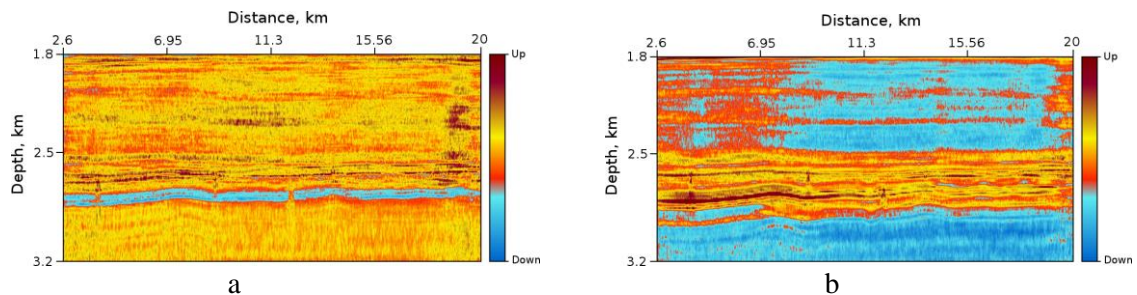 Distance, km
2.6 6.95 11.3 15.56 20
1.8
2.5
3.2
Depth, km
Up
Down
a
Distance, km
2.6 6.95 11.3 15.56 20
1.8
2.5
3.2
Depth, km
Up
Down
b